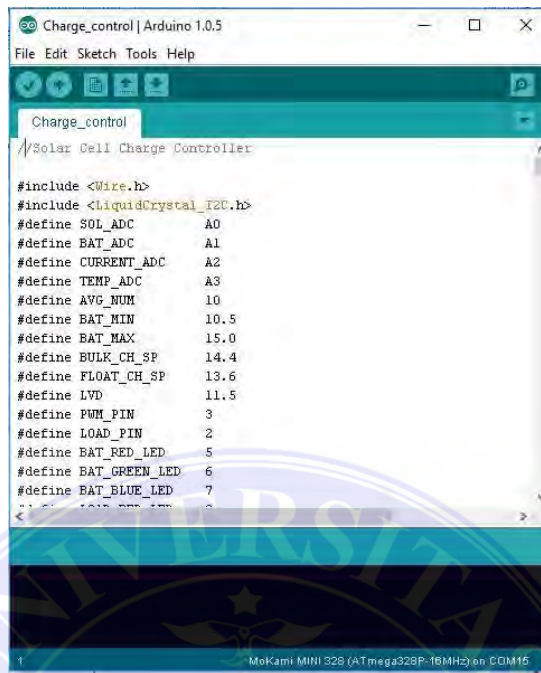 Charge_control | Arduino 1.0.5
File Edit Sketch Tools Help
Charge_control
//Solar Cell Charge Controller
#include <Wire.h>
#include <LiquidCrystal_I2C.h>
#define SOL_ADC A0
#define BAT_ADC A1
#define CURRENT_ADC A2
#define TEMP_ADC A3
#define AVG_NUM 10
#define BAT_MIN 10.5
#define BAT_MAX 15.0
#define BULK_CH_SP 14.4
#define FLOAT_CH_SP 13.6
#define LVD 11.5
#define PWM_PIN 3
#define LOAD_PIN 2
#define BAT_RED_LED 5
#define BAT_GREEN_LED 6
#define BAT_BLUE_LED 7
1 MoKami MINI 328 (ATmega328P-16MHz) on COM15